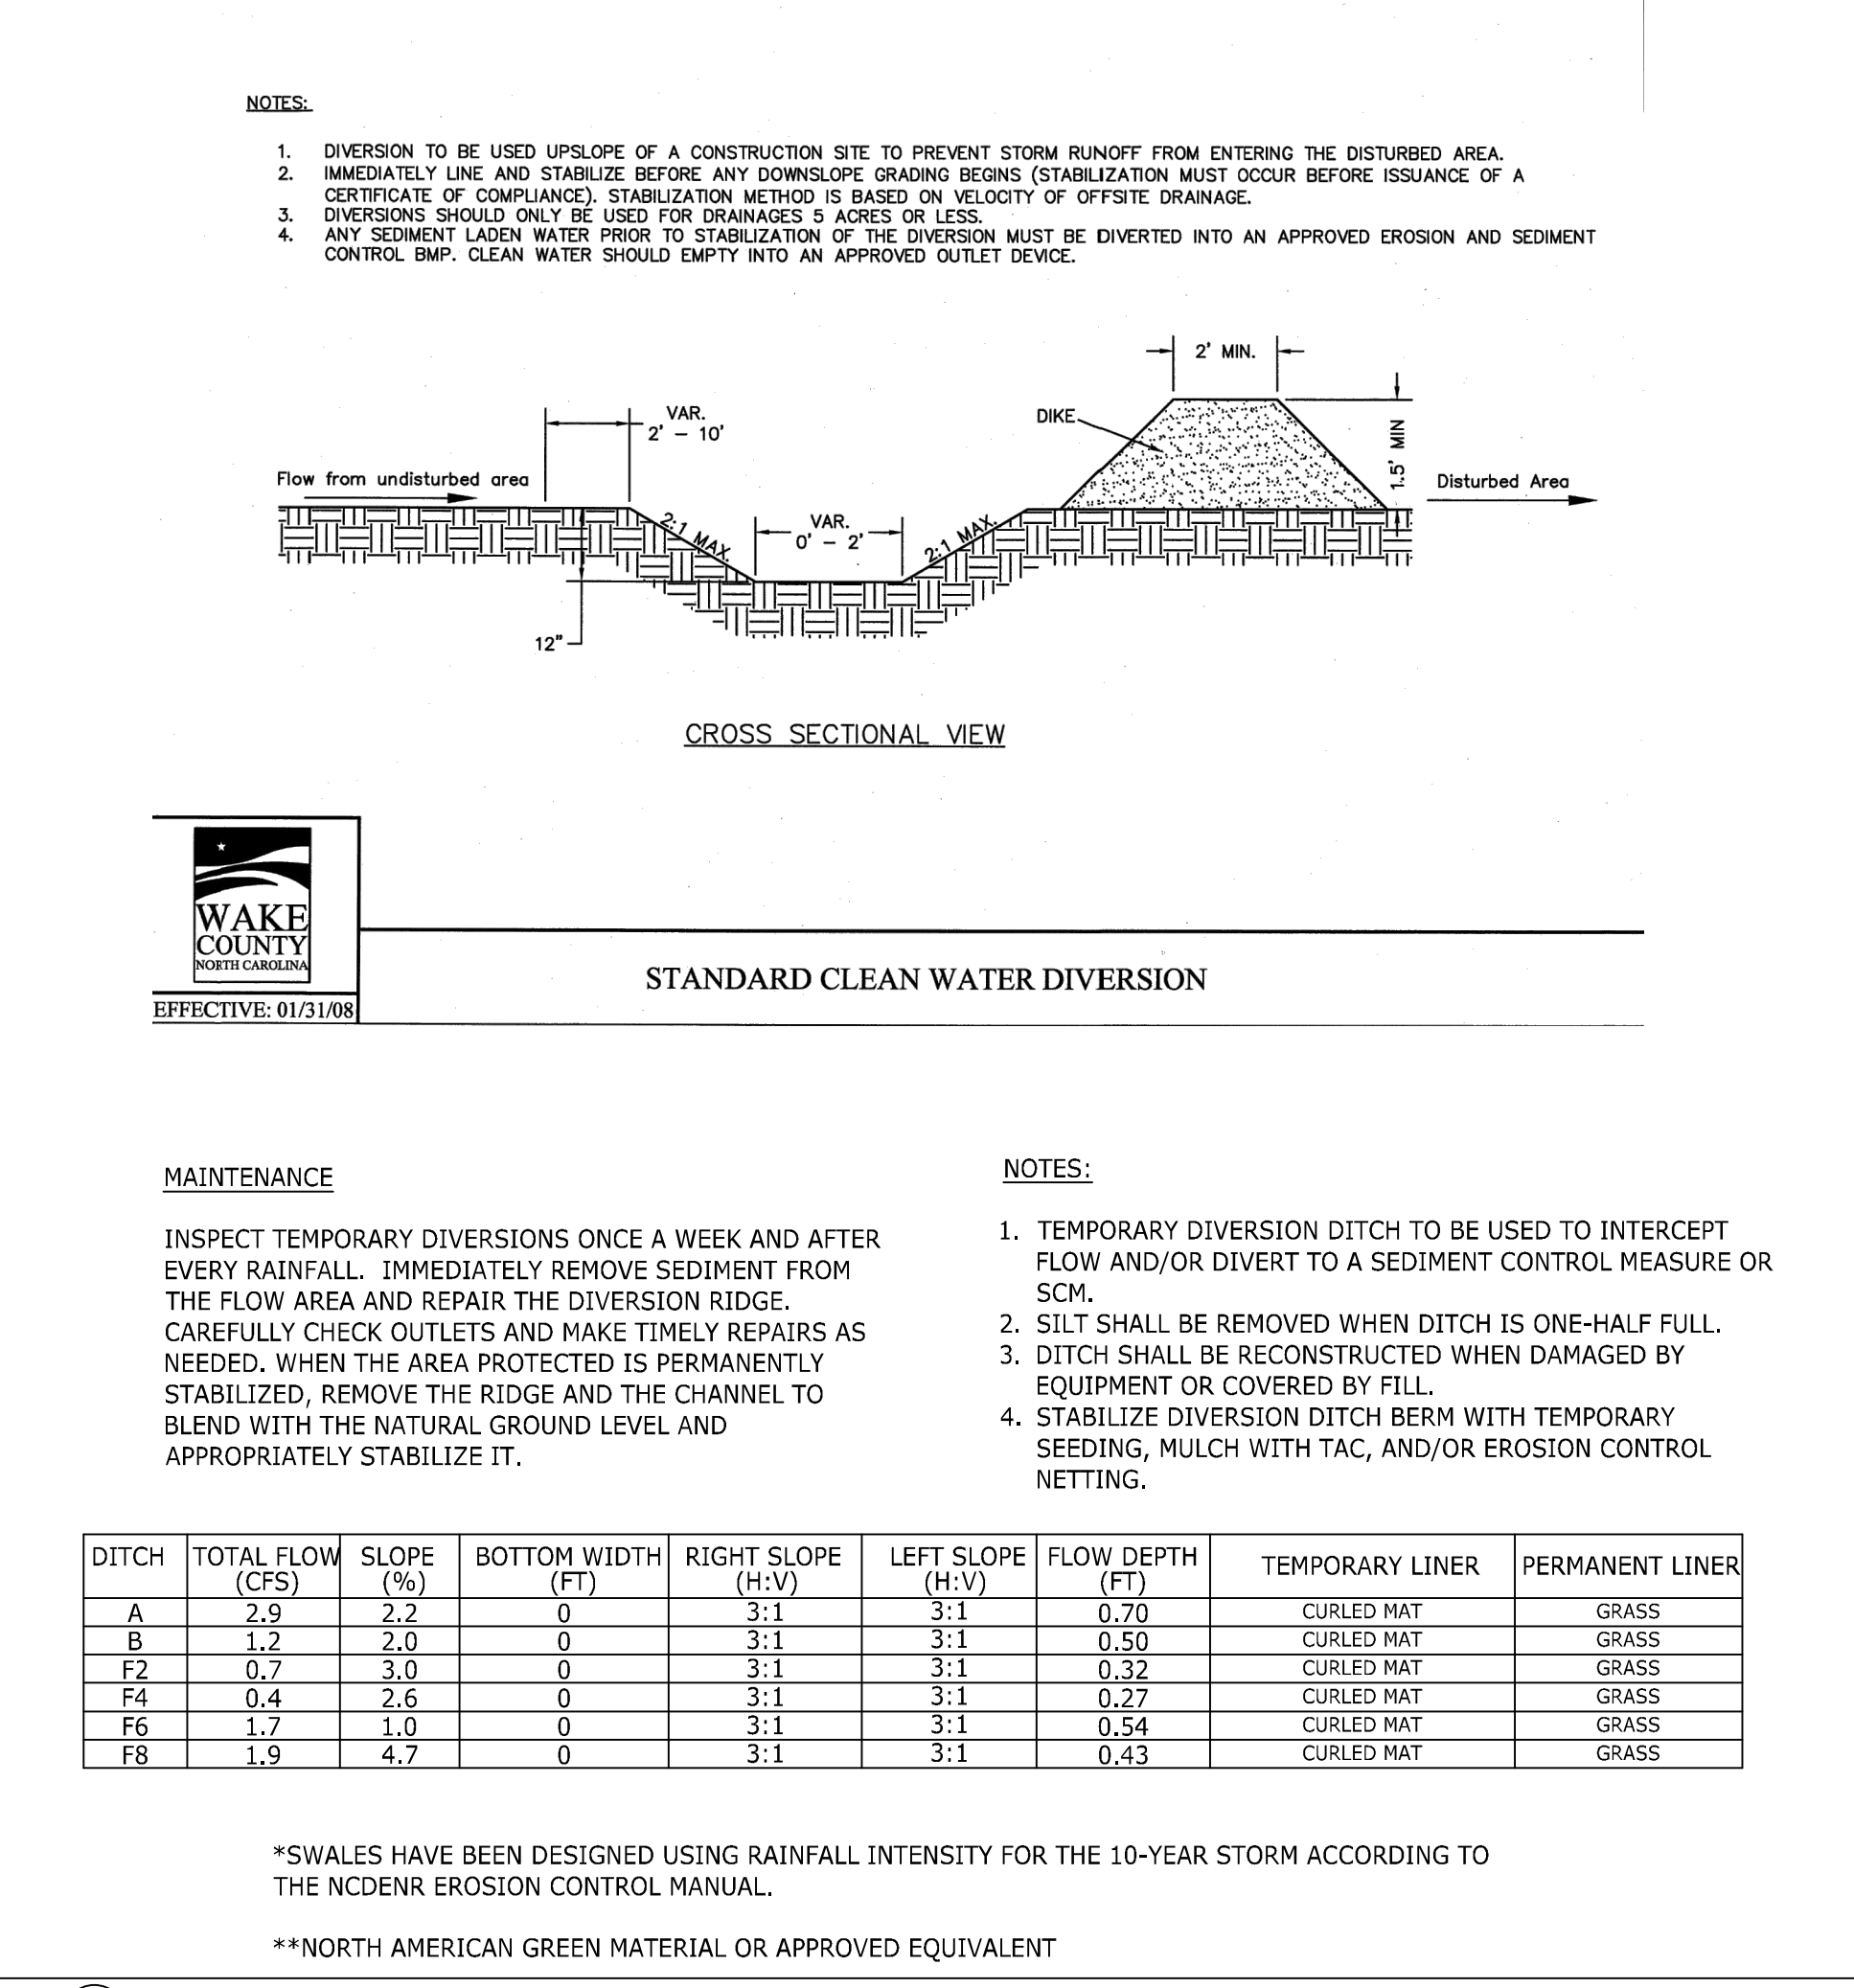 NOTES:
1. DIVERSION TO BE USED UPSLOPE OF A CONSTRUCTION SITE TO PREVENT STORM RUNOFF FROM ENTERING THE DISTURBED AREA.
2. IMMEDIATELY LINE AND STABILIZE BEFORE ANY DOWNSLOPE GRADING BEGINS (STABILIZATION MUST OCCUR BEFORE ISSUANCE OF A
CERTIFICATE OF COMPLIANCE). STABILIZATION METHOD IS BASED ON VELOCITY OF OFFSITE DRAINAGE.
3. DIVERSIONS SHOULD ONLY BE USED FOR DRAINAGES 5 ACRES OR LESS.
4. ANY SEDIMENT LADEN WATER PRIOR TO STABILIZATION OF THE DIVERSION MUST BE DIVERTED INTO AN APPROVED EROSION AND SEDIMENT
CONTROL BMP. CLEAN WATER SHOULD EMPTY INTO AN APPROVED OUTLET DEVICE.
2' MIN.
VAR.
2' - 10'
DIKE
1.5' MIN
Flow from undisturbed area
Disturbed Area
2:1 MAX.
VAR.
0' - 2'
2:1 MAX.
12"
CROSS SECTIONAL VIEW
WAKE
COUNTY
NORTH CAROLINA
EFFECTIVE: 01/31/08
STANDARD CLEAN WATER DIVERSION
MAINTENANCE
INSPECT TEMPORARY DIVERSIONS ONCE A WEEK AND AFTER
EVERY RAINFALL. IMMEDIATELY REMOVE SEDIMENT FROM
THE FLOW AREA AND REPAIR THE DIVERSION RIDGE.
CAREFULLY CHECK OUTLETS AND MAKE TIMELY REPAIRS AS
NEEDED. WHEN THE AREA PROTECTED IS PERMANENTLY
STABILIZED, REMOVE THE RIDGE AND THE CHANNEL TO
BLEND WITH THE NATURAL GROUND LEVEL AND
APPROPRIATELY STABILIZE IT.
NOTES:
1. TEMPORARY DIVERSION DITCH TO BE USED TO INTERCEPT
FLOW AND/OR DIVERT TO A SEDIMENT CONTROL MEASURE OR
SCM.
2. SILT SHALL BE REMOVED WHEN DITCH IS ONE-HALF FULL.
3. DITCH SHALL BE RECONSTRUCTED WHEN DAMAGED BY
EQUIPMENT OR COVERED BY FILL.
4. STABILIZE DIVERSION DITCH BERM WITH TEMPORARY
SEEDING, MULCH WITH TAC, AND/OR EROSION CONTROL
NETTING.
DITCH TOTAL FLOW SLOPE BOTTOM WIDTH RIGHT SLOPE LEFT SLOPE FLOW DEPTH TEMPORARY LINER PERMANENT LINER
(CFS) (%) (FT) (H:V) (H:V) (FT)
A 2.9 2.2 0 3:1 3:1 0.70 CURLED MAT GRASS
B 1.2 2.0 0 3:1 3:1 0.50 CURLED MAT GRASS
F2 0.7 3.0 0 3:1 3:1 0.32 CURLED MAT GRASS
F4 0.4 2.6 0 3:1 3:1 0.27 CURLED MAT GRASS
F6 1.7 1.0 0 3:1 3:1 0.54 CURLED MAT GRASS
F8 1.9 4.7 0 3:1 3:1 0.43 CURLED MAT GRASS
*SWALES HAVE BEEN DESIGNED USING RAINFALL INTENSITY FOR THE 10-YEAR STORM ACCORDING TO
THE NCDENR EROSION CONTROL MANUAL.
**NORTH AMERICAN GREEN MATERIAL OR APPROVED EQUIVALENT